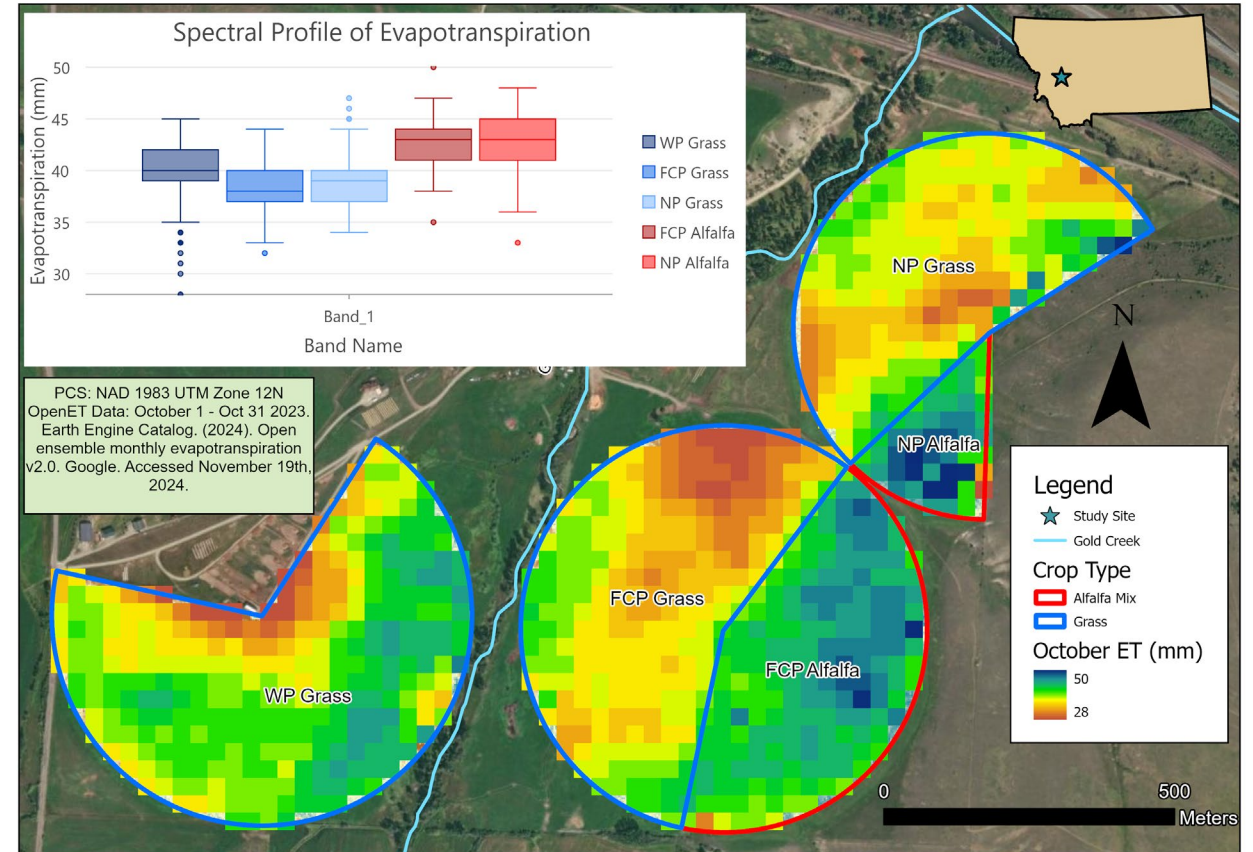 Spectral Profile of Evapotranspiration
Evapotranspiration (mm)
50
45
40
35
30
Band_1
Band Name
WP Grass
FCP Grass
NP Grass
FCP Alfalfa
NP Alfalfa
PCS: NAD 1983 UTM Zone 12N
OpenET Data: October 1 - Oct 31 2023.
Earth Engine Catalog. (2024). Open
ensemble monthly evapotranspiration
v2.0. Google. Accessed November 19th,
2024.
NP Grass
NP Alfalfa
FCP Grass
FCP Alfalfa
WP Grass
N
Legend
Study Site
Gold Creek
Crop Type
Alfalfa Mix
Grass
October ET (mm)
50
28
0 500
Meters